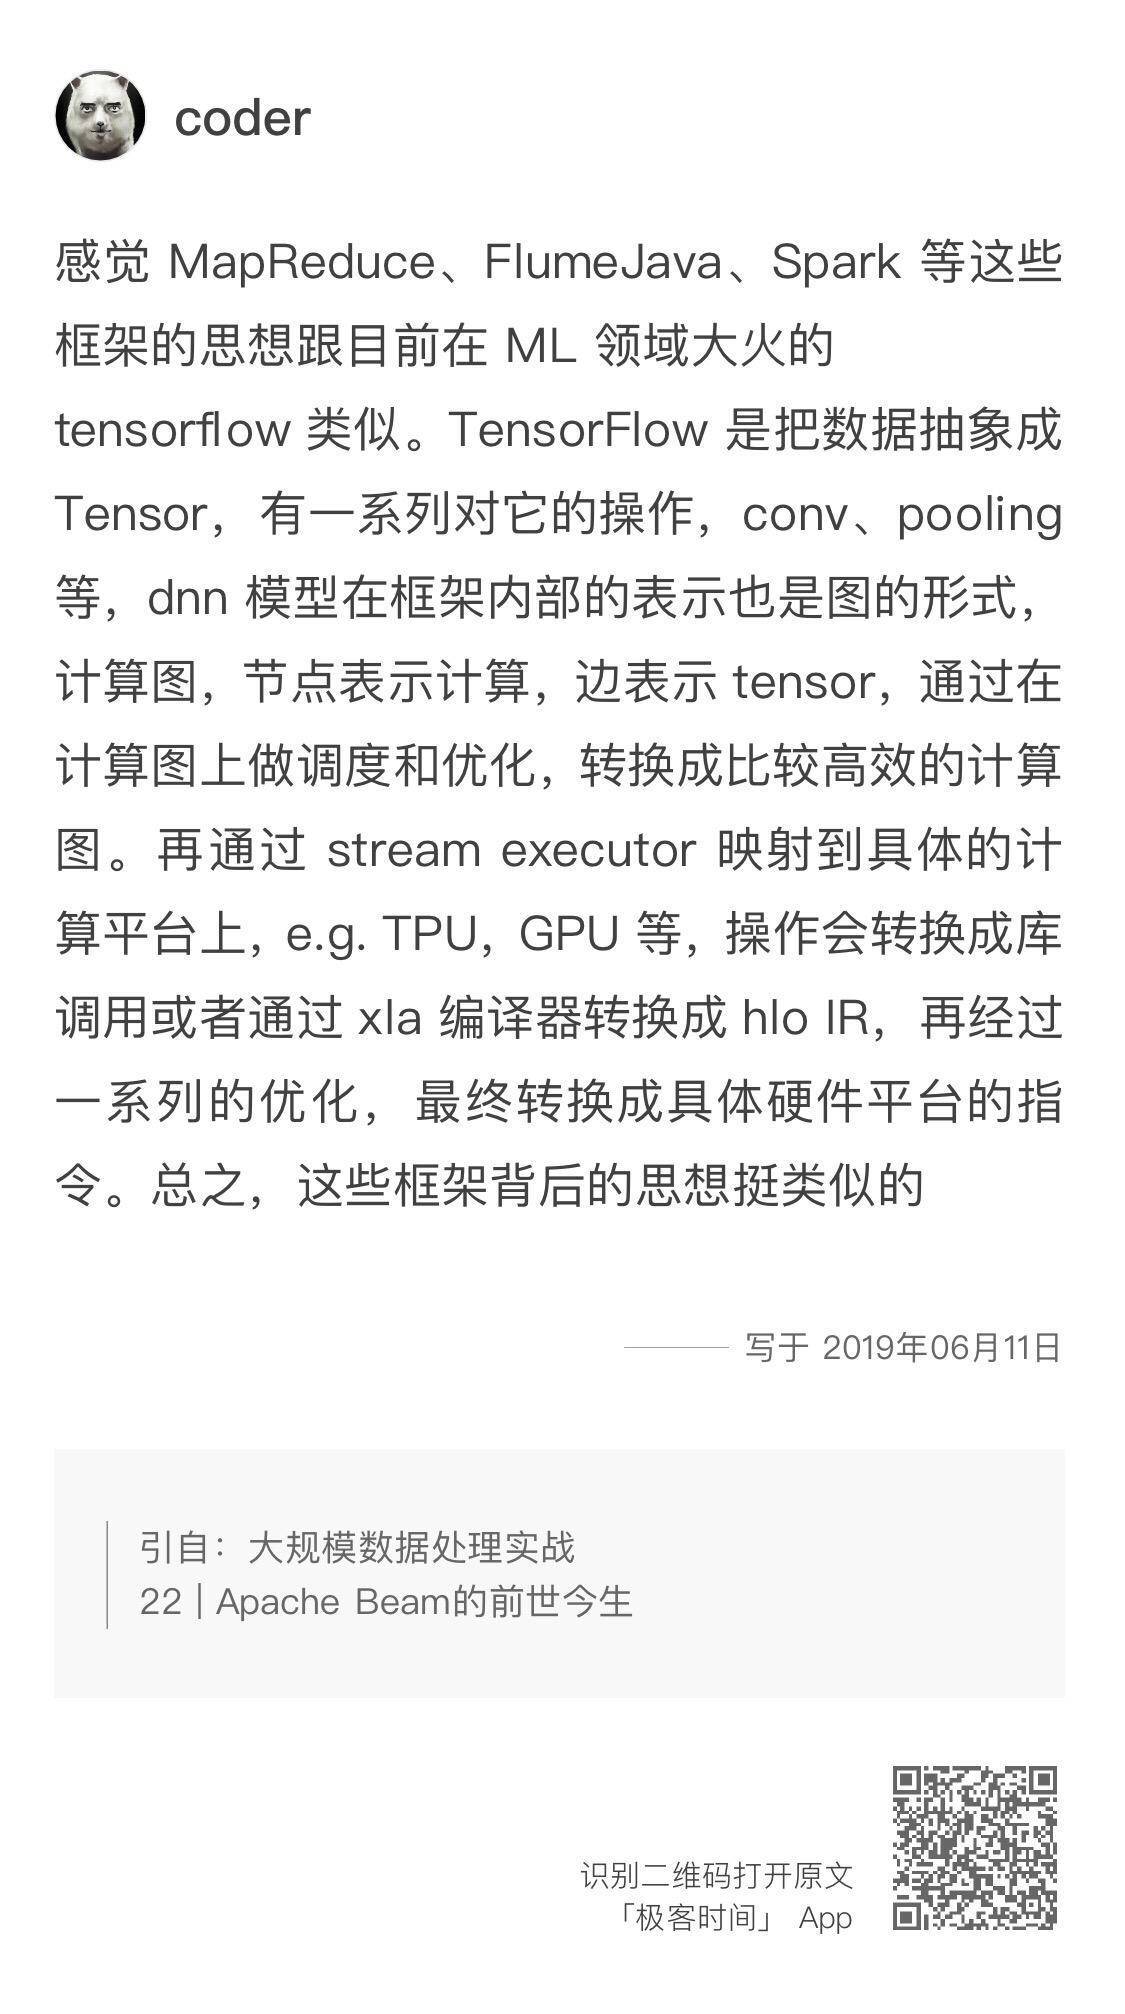 coder
感觉 MapReduce、FlumeJava、Spark 等这些
框架的思想跟目前在 ML 领域大火的
tensorflow 类似。TensorFlow 是把数据抽象成
Tensor，有一系列对它的操作，conv、pooling
等，dnn 模型在框架内部的表示也是图的形式，
计算图，节点表示计算，边表示 tensor，通过在
计算图上做调度和优化，转换成比较高效的计算
图。再通过 stream executor 映射到具体的计
算平台上，e.g. TPU，GPU 等，操作会转换成库
调用或者通过 xla 编译器转换成 hlo IR，再经过
一系列的优化，最终转换成具体硬件平台的指
令。总之，这些框架背后的思想挺类似的
写于 2019年06月11日
引自：大规模数据处理实战
22 | Apache Beam的前世今生
识别二维码打开原文
「极客时间」 App